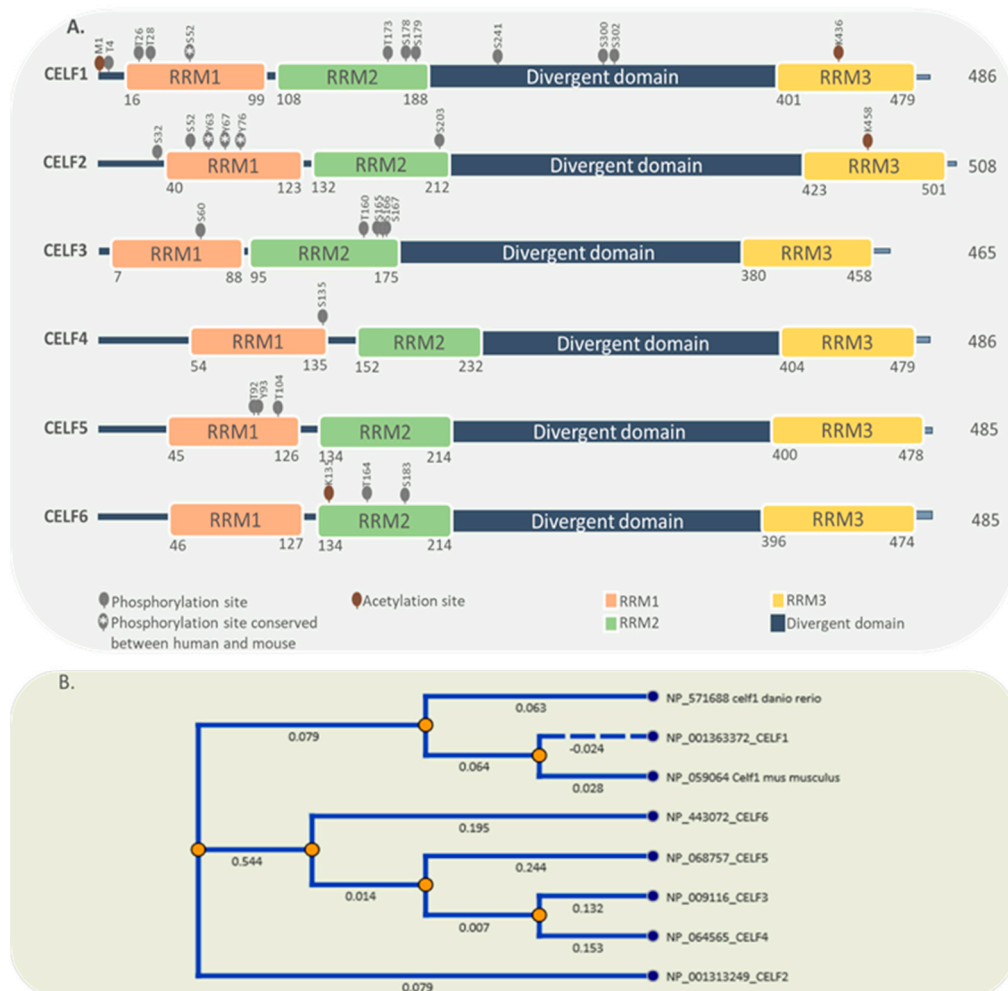 A.
M1 T4 T26 T28 S52 T173 S178 S179 S241 S300 S302 K436
CELF1 RRM1 RRM2 Divergent domain RRM3 486
16 99 108 188 401 479
S32 S52 Y63 Y67 Y76 S203 K458
CELF2 RRM1 RRM2 Divergent domain RRM3 508
40 123 132 212 423 501
S60 T160 S165 S166 S167
CELF3 RRM1 RRM2 Divergent domain RRM3 465
7 88 95 175 380 458
S135
CELF4 RRM1 RRM2 Divergent domain RRM3 486
54 135 152 232 404 479
T92 Y93 T104
CELF5 RRM1 RRM2 Divergent domain RRM3 485
45 126 134 214 400 478
K135 T164 S183
CELF6 RRM1 RRM2 Divergent domain RRM3 485
46 127 134 214 396 474
Phosphorylation site Acetylation site RRM1 RRM3
Phosphorylation site conserved RRM2 Divergent domain
between human and mouse
B.
NP_571688 celf1 danio rerio
0.063
0.079 NP_001363372_CELF1
-0.024
0.064
NP_059064 Celf1 mus musculus
0.028
NP_443072_CELF6
0.195
0.544 NP_068757_CELF5
0.244
0.014 NP_009116_CELF3
0.132
0.007
NP_064565_CELF4
0.153
NP_001313249_CELF2
0.079